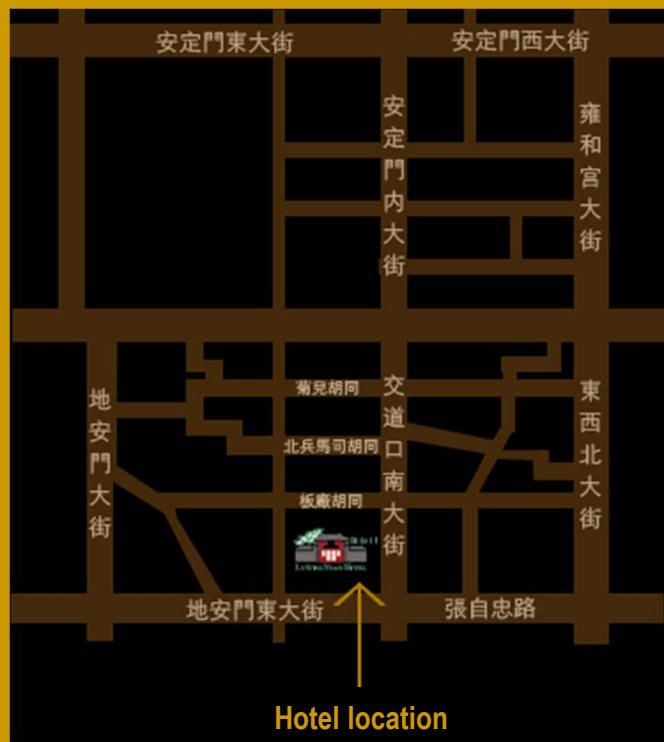 安定門東大街
安定門西大街
安定門内大街
雍和宮大街
菊兒胡同
交道口南大街
東西北大街
地安門大街
北兵馬司胡同
板廠胡同
地安門東大街
張自忠路
Hotel location